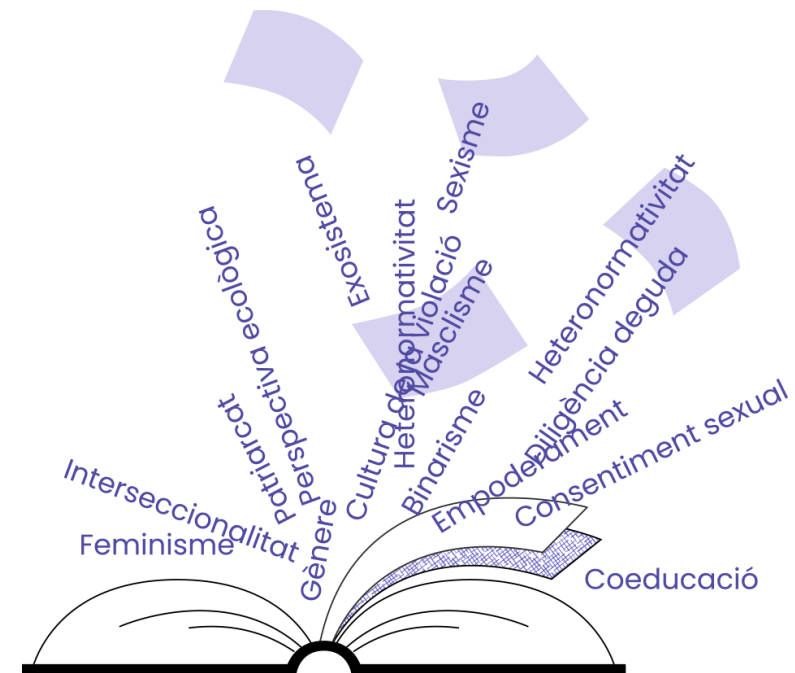 Sexisme
Exosistema
Heteronormativitat
Heteronormativitat
Perspectiva ecològica
Cultura de la violació
Masclisme
Diligència deguda
Patriarcat
Binarisme
Empoderament
Consentiment sexual
Interseccionalitat
Gènere
Feminisme
Coeducació